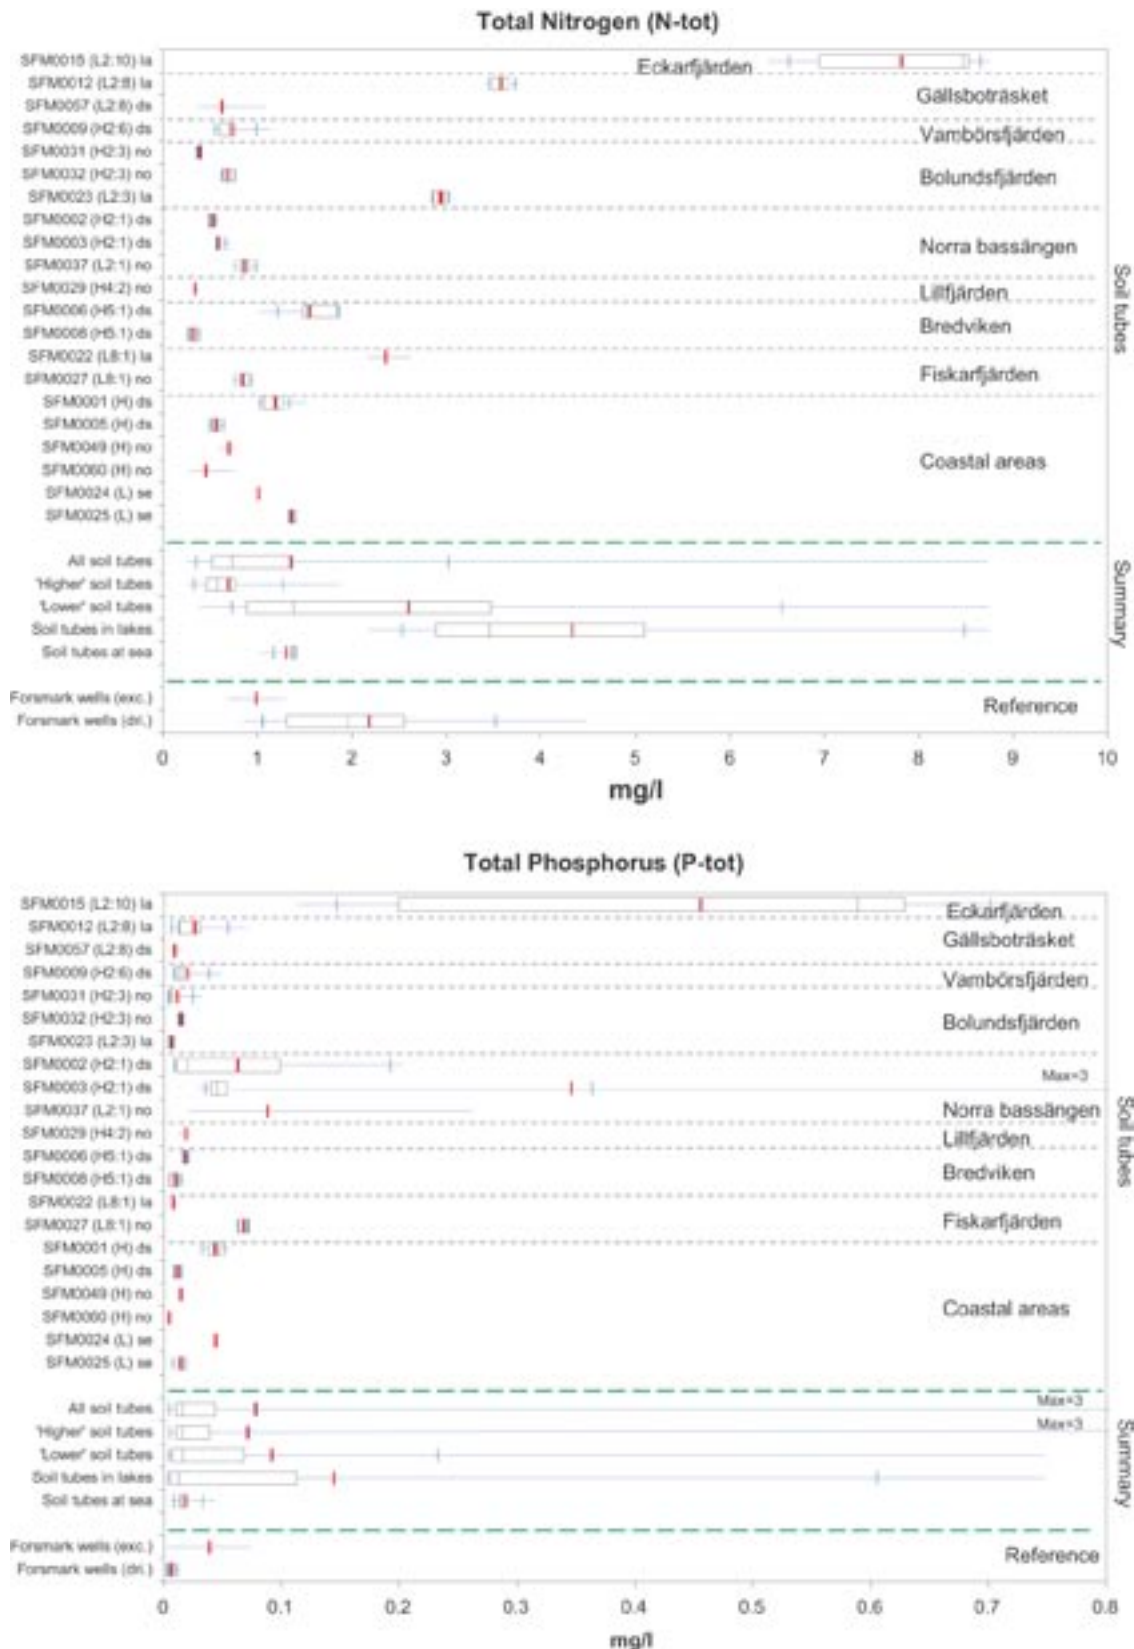 Total Nitrogen (N-tot)
SFM0015 (L2:10) la
Eckarfjärden
SFM0012 (L2:8) la
Gällsboträsket
SFM0057 (L2:8) ds
SFM0009 (H2:6) ds
Vambörsfjärden
SFM0031 (H2:3) no
SFM0032 (H2:3) no
Bolundsfjärden
SFM0023 (L2:3) la
SFM0002 (H2:1) ds
SFM0003 (H2:1) ds
Norra bassängen
SFM0037 (L2:1) no
SFM0029 (H4:2) no
Lillfjärden
SFM0006 (H5:1) ds
Bredviken
SFM0008 (H5:1) ds
SFM0022 (L8:1) la
Fiskarfjärden
SFM0027 (L8:1) no
SFM0001 (H) ds
SFM0005 (H) ds
SFM0049 (H) no
Coastal areas
SFM0060 (H) no
SFM0024 (L) se
SFM0025 (L) se
Soil tubes
All soil tubes
'Higher' soil tubes
'Lower' soil tubes
Soil tubes in lakes
Soil tubes at sea
Summary
Forsmark wells (exc.)
Reference
Forsmark wells (dri.)
0 1 2 3 4 5 6 7 8 9 10
mg/l
Total Phosphorus (P-tot)
SFM0015 (L2:10) la
Eckarfjärden
SFM0012 (L2:8) la
Gällsboträsket
SFM0057 (L2:8) ds
SFM0009 (H2:6) ds
Vambörsfjärden
SFM0031 (H2:3) no
SFM0032 (H2:3) no
Bolundsfjärden
SFM0023 (L2:3) la
SFM0002 (H2:1) ds
Max=3
SFM0003 (H2:1) ds
SFM0037 (L2:1) no
Norra bassängen
SFM0029 (H4:2) no
Lillfjärden
SFM0006 (H5:1) ds
Bredviken
SFM0008 (H5:1) ds
SFM0022 (L8:1) la
Fiskarfjärden
SFM0027 (L8:1) no
SFM0001 (H) ds
SFM0005 (H) ds
SFM0049 (H) no
Coastal areas
SFM0060 (H) no
SFM0024 (L) se
SFM0025 (L) se
Soil tubes
Max=3
All soil tubes
Max=3
'Higher' soil tubes
'Lower' soil tubes
Soil tubes in lakes
Soil tubes at sea
Summary
Forsmark wells (exc.)
Reference
Forsmark wells (dri.)
0 0.1 0.2 0.3 0.4 0.5 0.6 0.7 0.8
mg/l